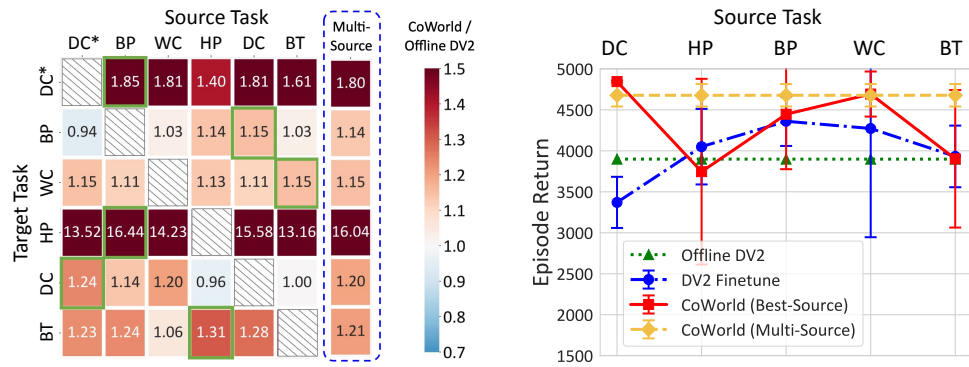 Source Task
DC* BP WC HP DC BT
Multi-
Source
CoWorld /
Offline DV2
Target Task
DC* 1.85 1.81 1.40 1.81 1.61 1.80
BP 0.94 1.03 1.14 1.15 1.03 1.14
WC 1.15 1.11 1.13 1.11 1.15 1.15
HP 13.52 16.44 14.23 15.58 13.16 16.04
DC 1.24 1.14 1.20 0.96 1.00 1.20
BT 1.23 1.24 1.06 1.31 1.28 1.21
1.5
1.4
1.3
1.2
1.1
1.0
0.9
0.8
0.7
Source Task
DC HP BP WC BT
Episode Return
5000
4500
4000
3500
3000
2500
2000
1500
Offline DV2
DV2 Finetune
CoWorld (Best-Source)
CoWorld (Multi-Source)